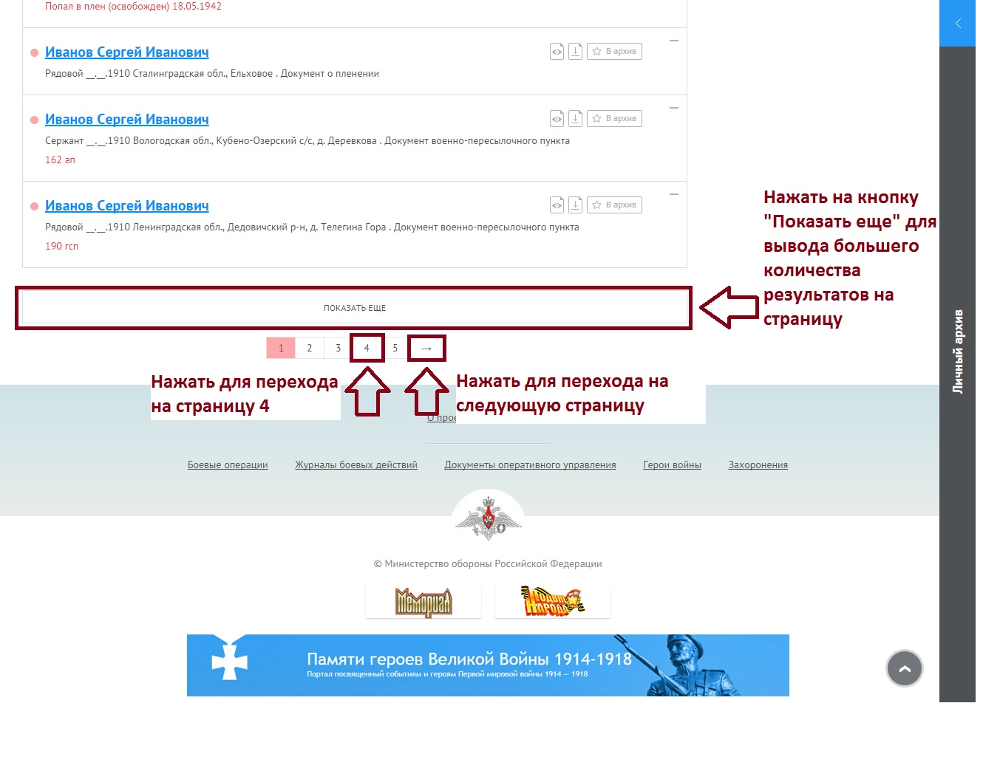 Попал в плен (освобожден) 18.05.1942
Иванов Сергей Иванович
В архив
Рядовой __.__.1910 Сталинградская обл., Ельховое . Документ о пленении
Иванов Сергей Иванович
В архив
Сержант __.__.1910 Вологодская обл., Кубено-Озерский с/с, д. Деревкова . Документ военно-пересылочного пункта
162 ап
Иванов Сергей Иванович
В архив
Рядовой __.__.1910 Ленинградская обл., Дедовичский р-н, д. Телегина Гора . Документ военно-пересылочного пункта
190 гсп
Нажать на кнопку
"Показать еще" для
вывода большего
количества
результатов на
страницу
ПОКАЗАТЬ ЕЩЕ
1 2 3 4 5 →
Нажать для перехода
на страницу 4
Нажать для перехода на
следующую страницу
О прое
Боевые операции Журналы боевых действий Документы оперативного управления Герои войны Захоронения
© Министерство обороны Российской Федерации
Мемориал
Подвиг
Народа
Памяти героев Великой Войны 1914-1918
Портал посвященный событиям и героям Первой мировой войны 1914 — 1918
Личный архив